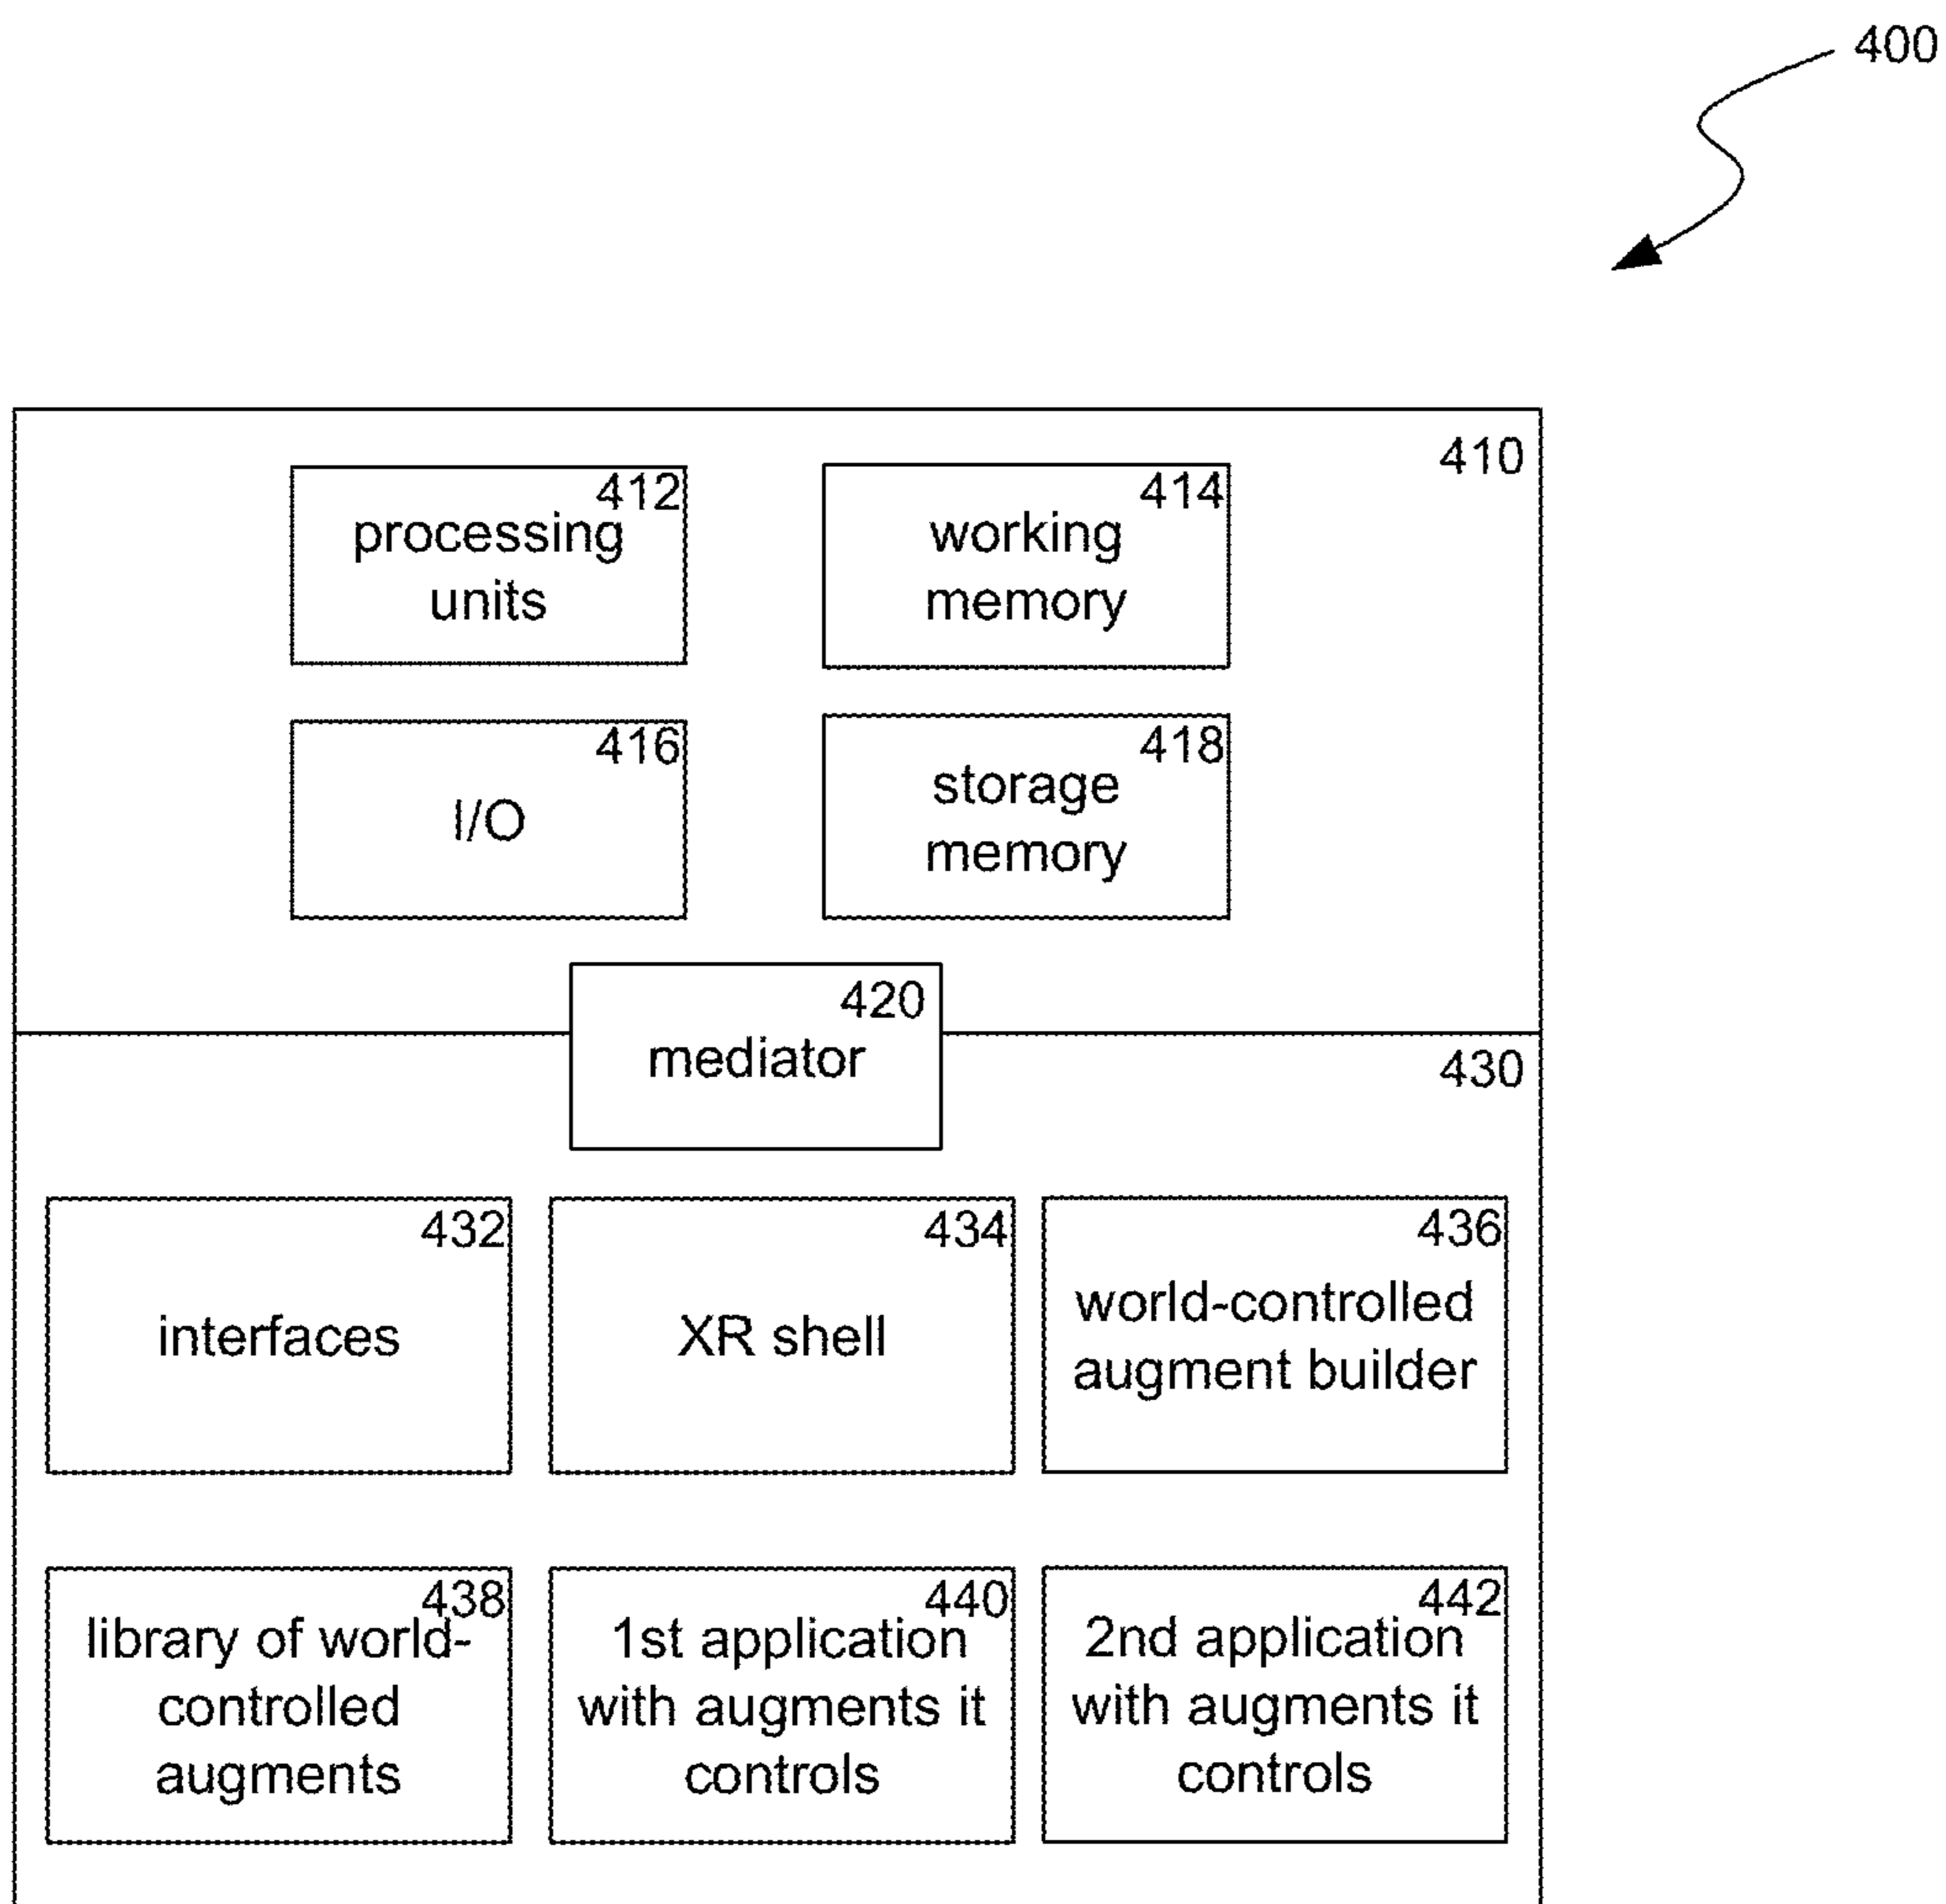 400
410
412
processing
units
414
working
memory
416
I/O
418
storage
memory
420
mediator
430
432
interfaces
434
XR shell
436
world-controlled
augment builder
438
library of world-
controlled
augments
440
1st application
with augments it
controls
442
2nd application
with augments it
controls